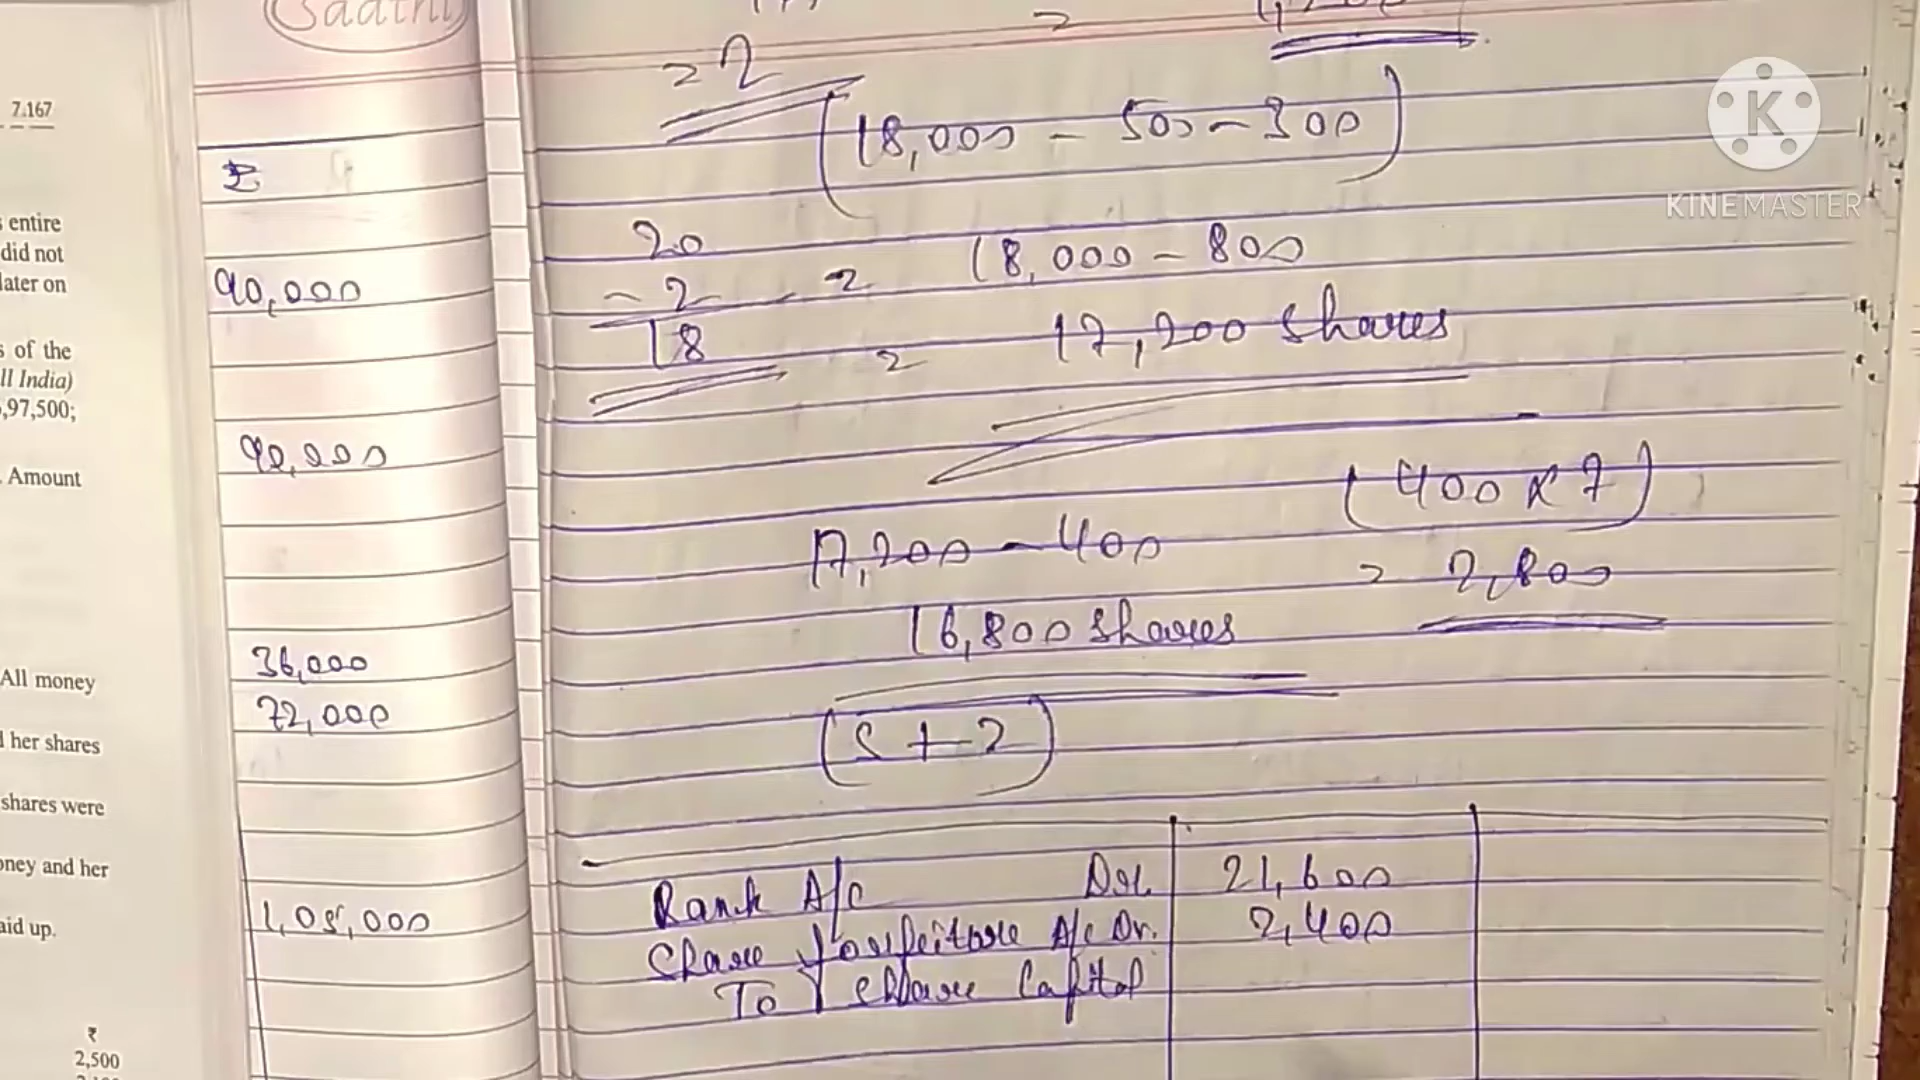 Saathi
7.167
entire
did not
later on
s of the
ll India)
,97,500;
. Amount
All money
her shares
shares were
oney and her
aid up.
₹
2,500
₹
90,000
90,000
36,000
72,000
1,05,000
= 2
(18,000 - 500 - 300)
20
- 2
18
= 18,000 - 800
= 17,200 shares
17,200 - 400
16,800 shares
(400 x 7)
= 2,800
(5 + 2)
Bank A/c Dr. 21,600
Share forfeiture A/c Dr. 2,400
To Share Capital
K
KINEMASTER